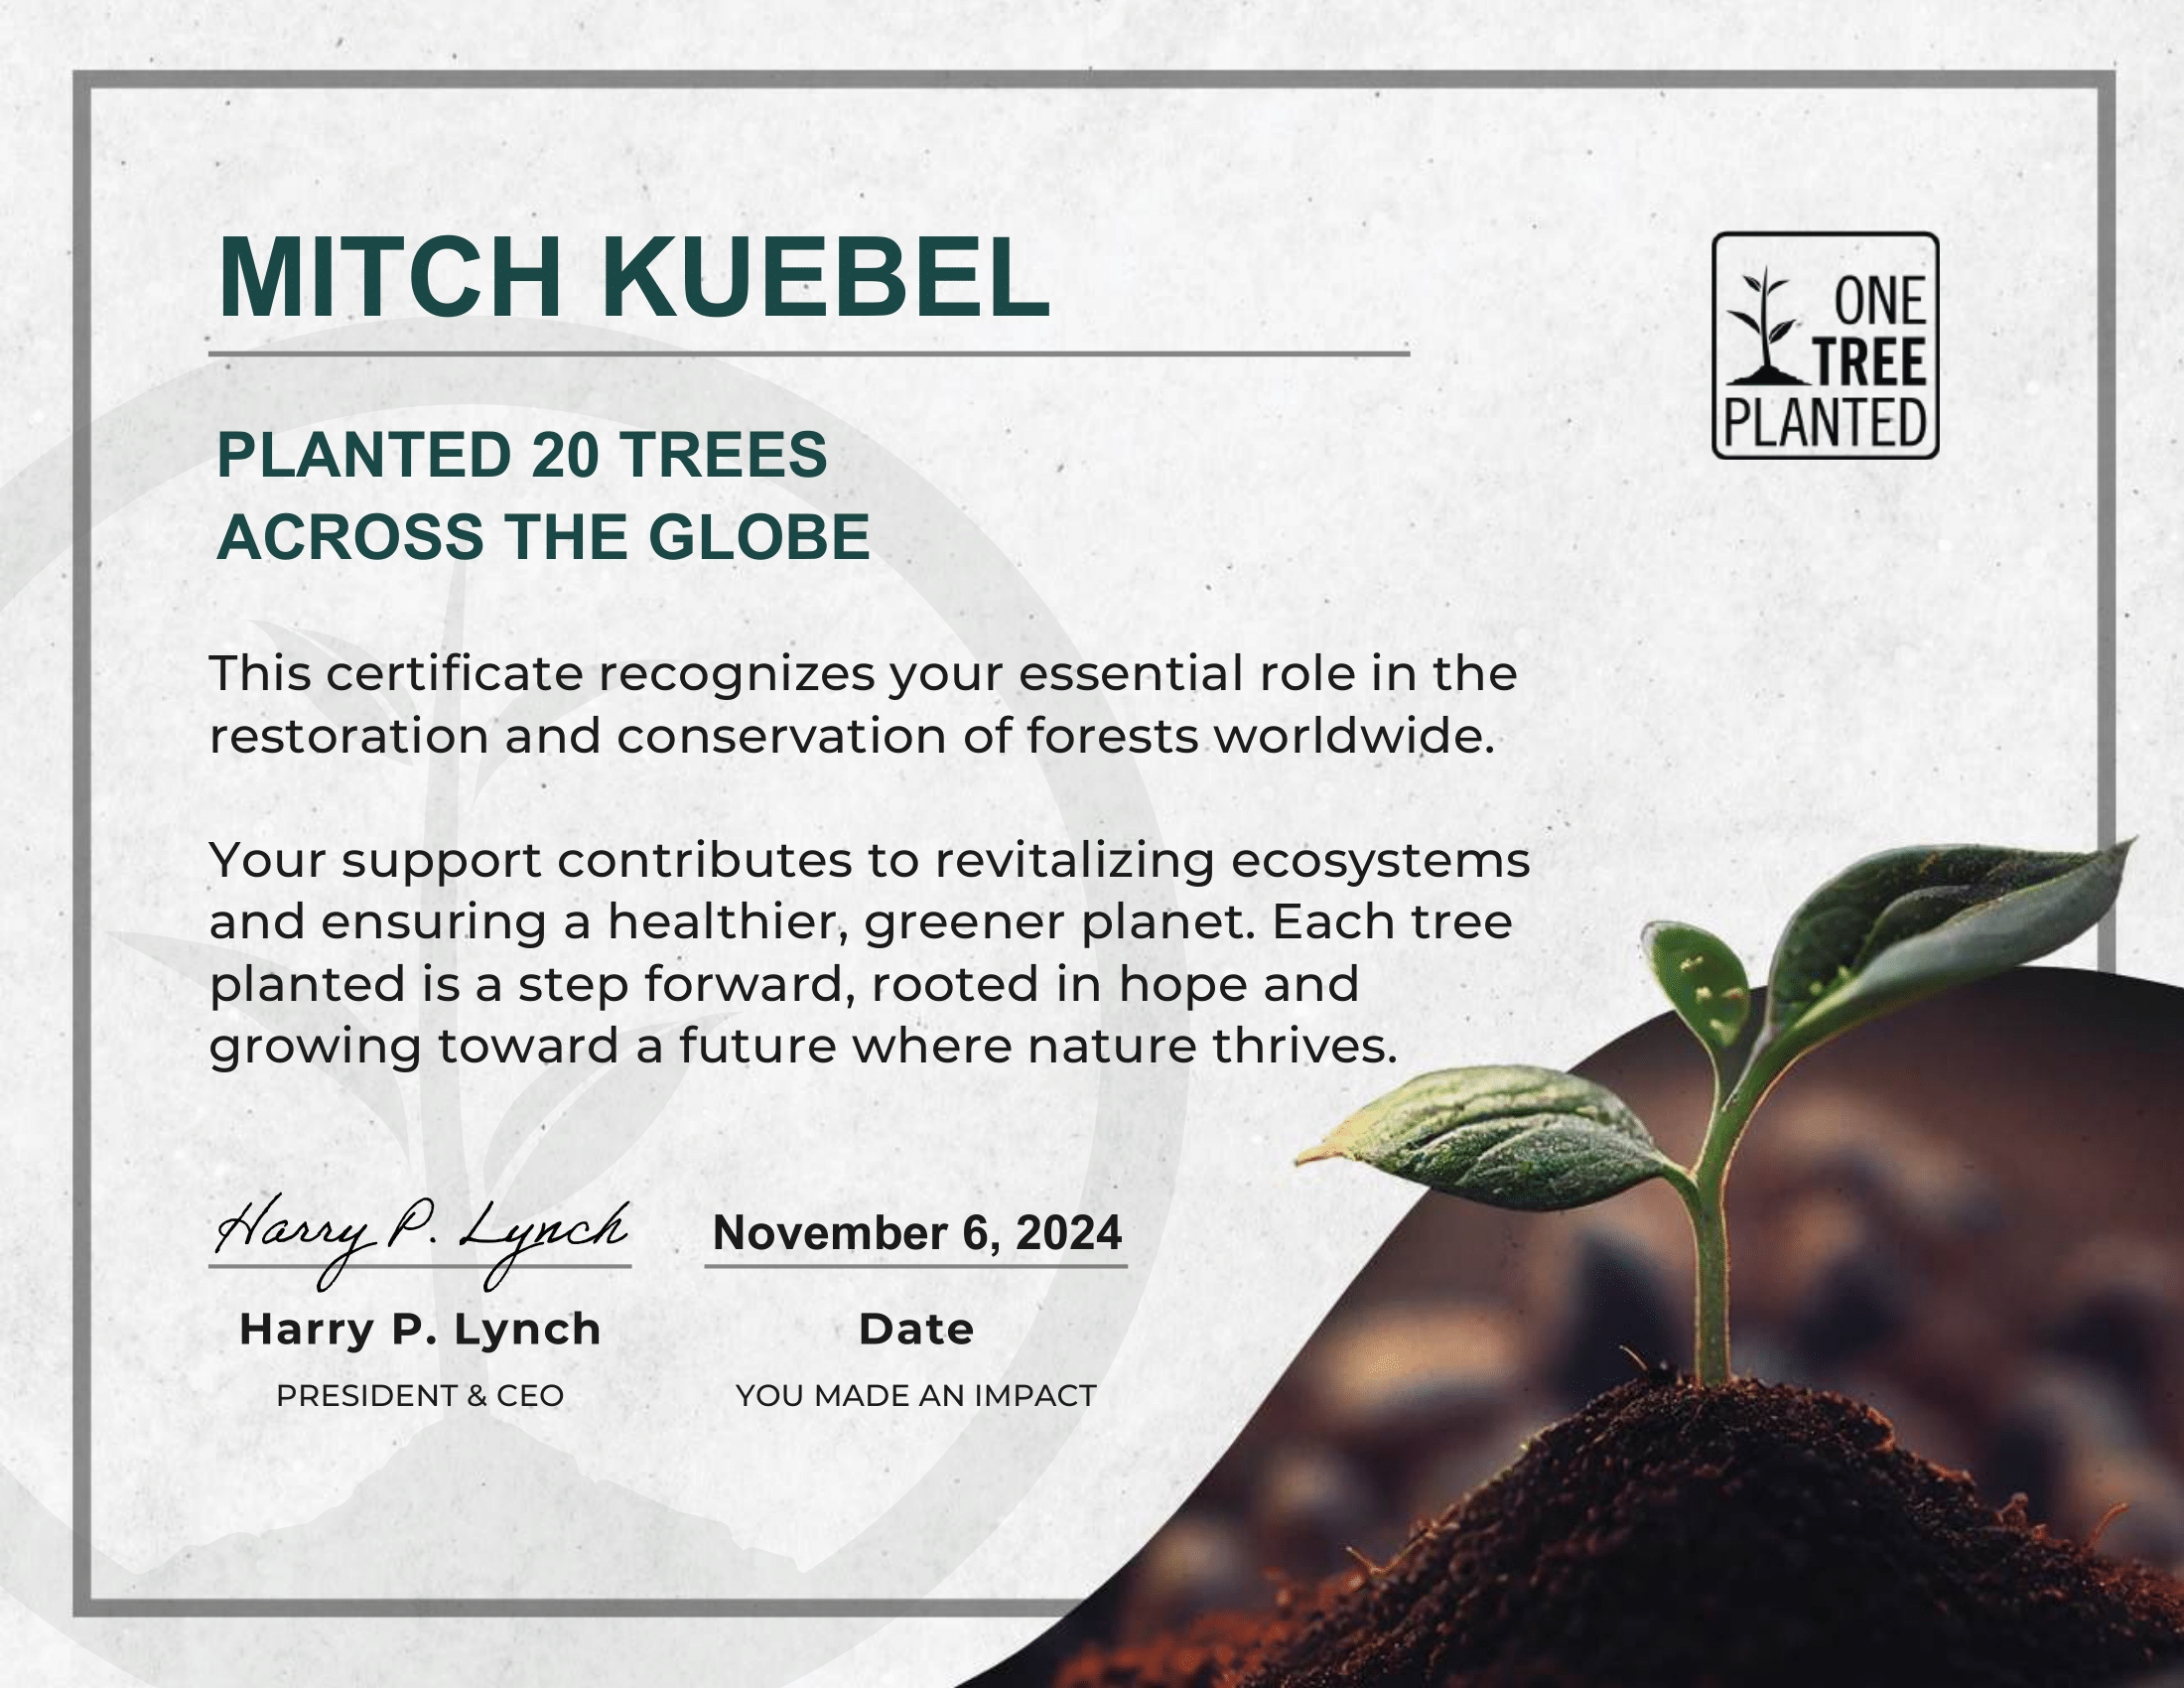 MITCH KUEBEL
ONE
TREE
PLANTED
PLANTED 20 TREES
ACROSS THE GLOBE
This certificate recognizes your essential role in the
restoration and conservation of forests worldwide.
Your support contributes to revitalizing ecosystems
and ensuring a healthier, greener planet. Each tree
planted is a step forward, rooted in hope and
growing toward a future where nature thrives.
Harry P. Lynch
November 6, 2024
Harry P. Lynch
Date
PRESIDENT & CEO
YOU MADE AN IMPACT